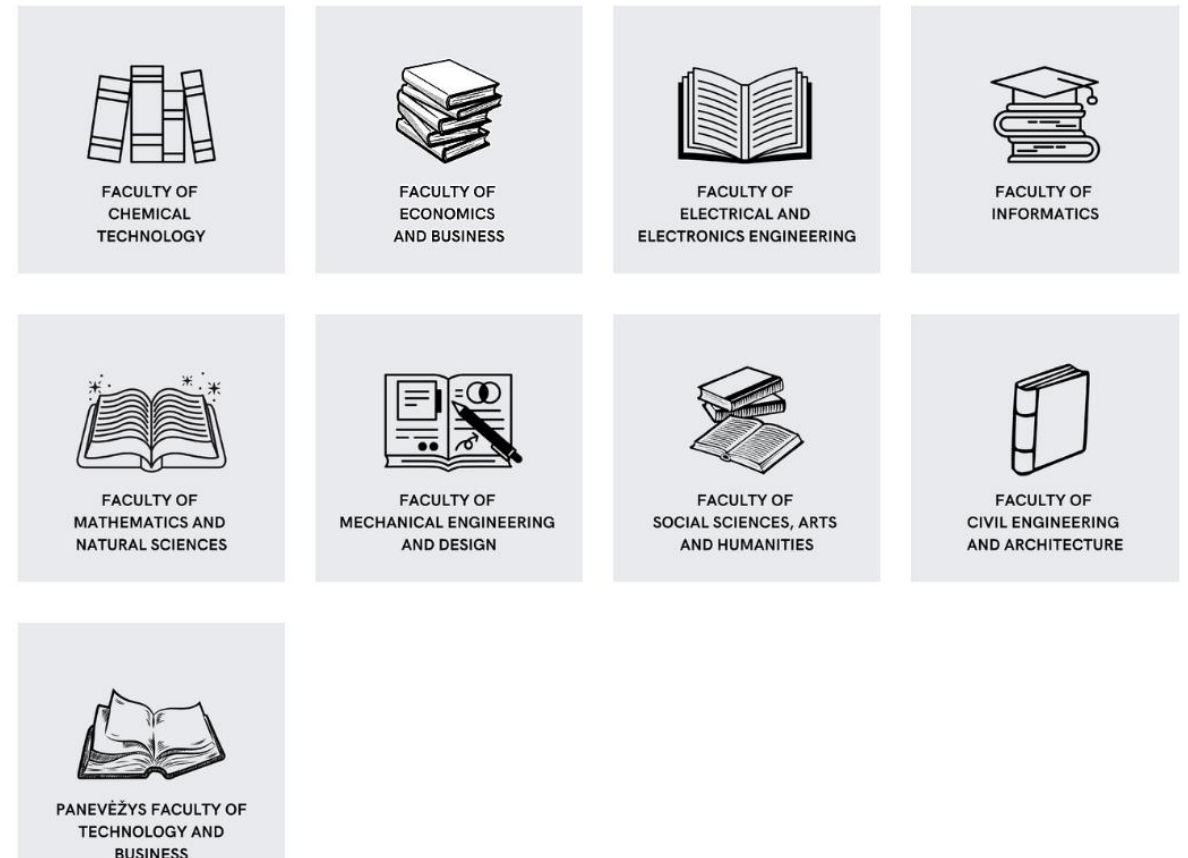 FACULTY OF
CHEMICAL
TECHNOLOGY
FACULTY OF
ECONOMICS
AND BUSINESS
FACULTY OF
ELECTRICAL AND
ELECTRONICS ENGINEERING
FACULTY OF
INFORMATICS
FACULTY OF
MATHEMATICS AND
NATURAL SCIENCES
FACULTY OF
MECHANICAL ENGINEERING
AND DESIGN
FACULTY OF
SOCIAL SCIENCES, ARTS
AND HUMANITIES
FACULTY OF
CIVIL ENGINEERING
AND ARCHITECTURE
PANEVĖŽYS FACULTY OF
TECHNOLOGY AND
BUSINESS